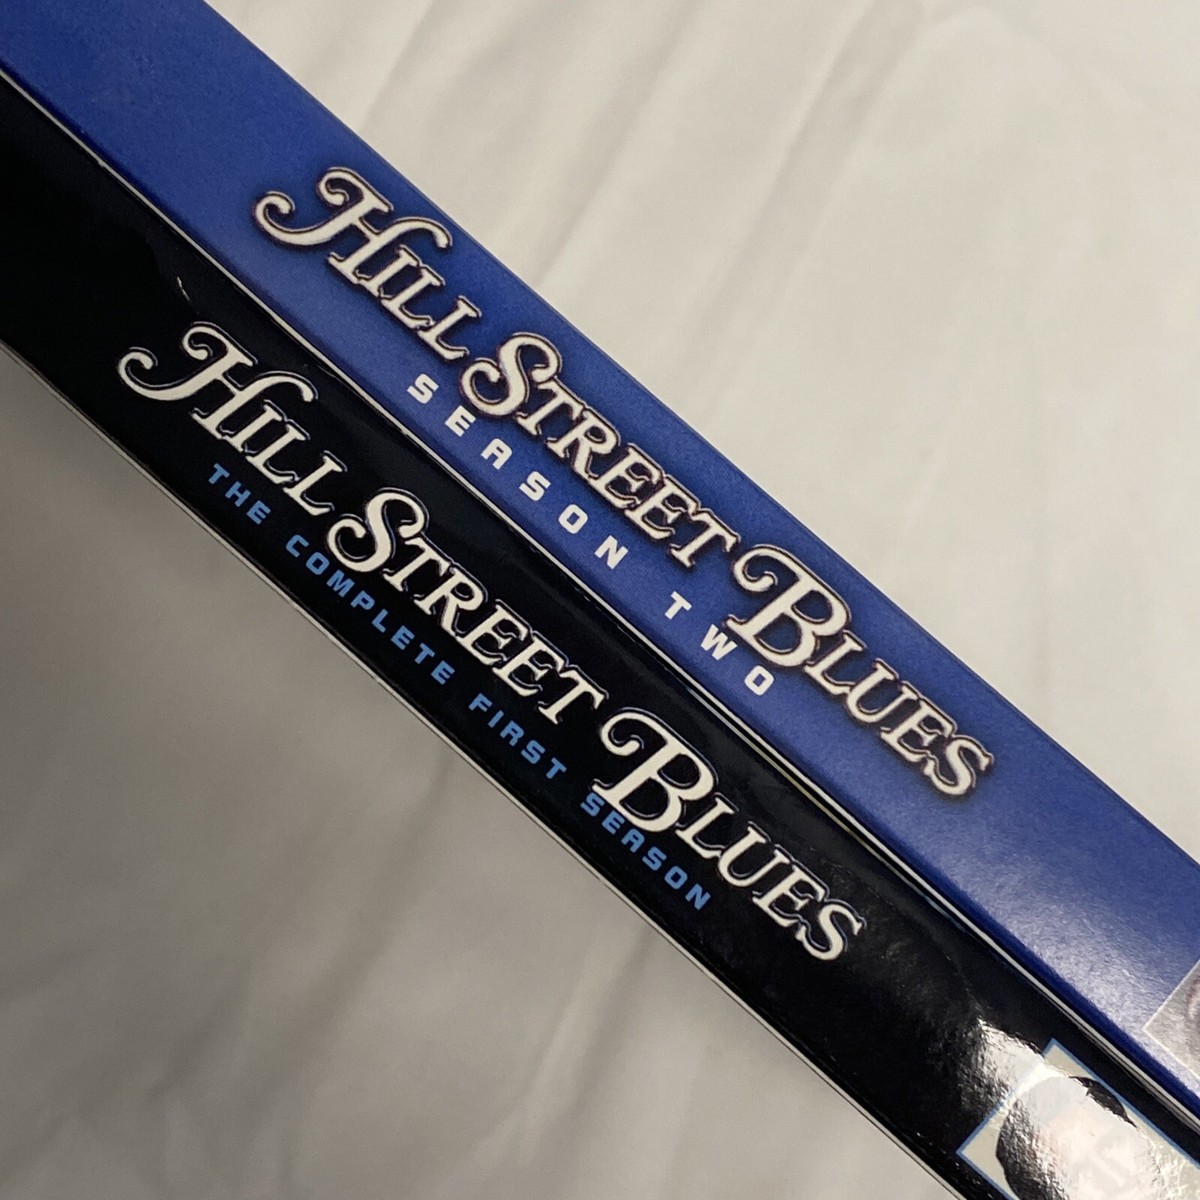 HILL STREET BLUES
SEASON TWO
HILL STREET BLUES
THE COMPLETE FIRST SEASON